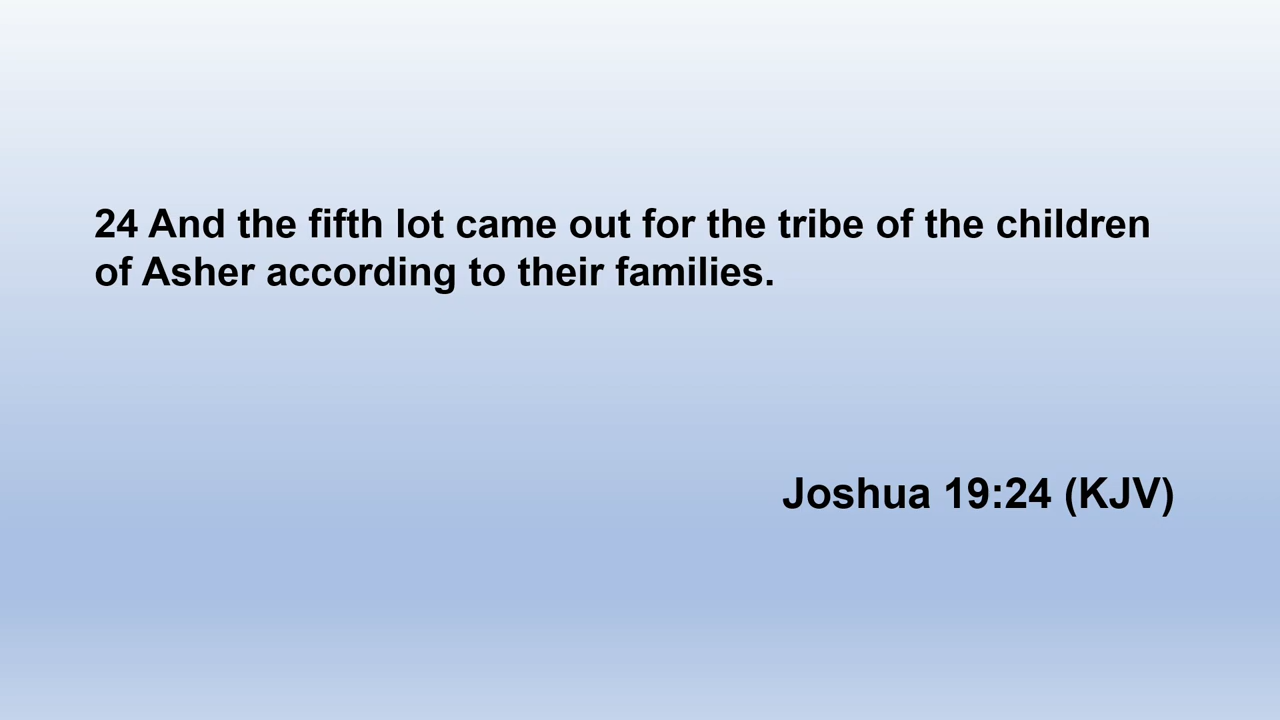 24 And the fifth lot came out for the tribe of the children
of Asher according to their families.
Joshua 19:24 (KJV)